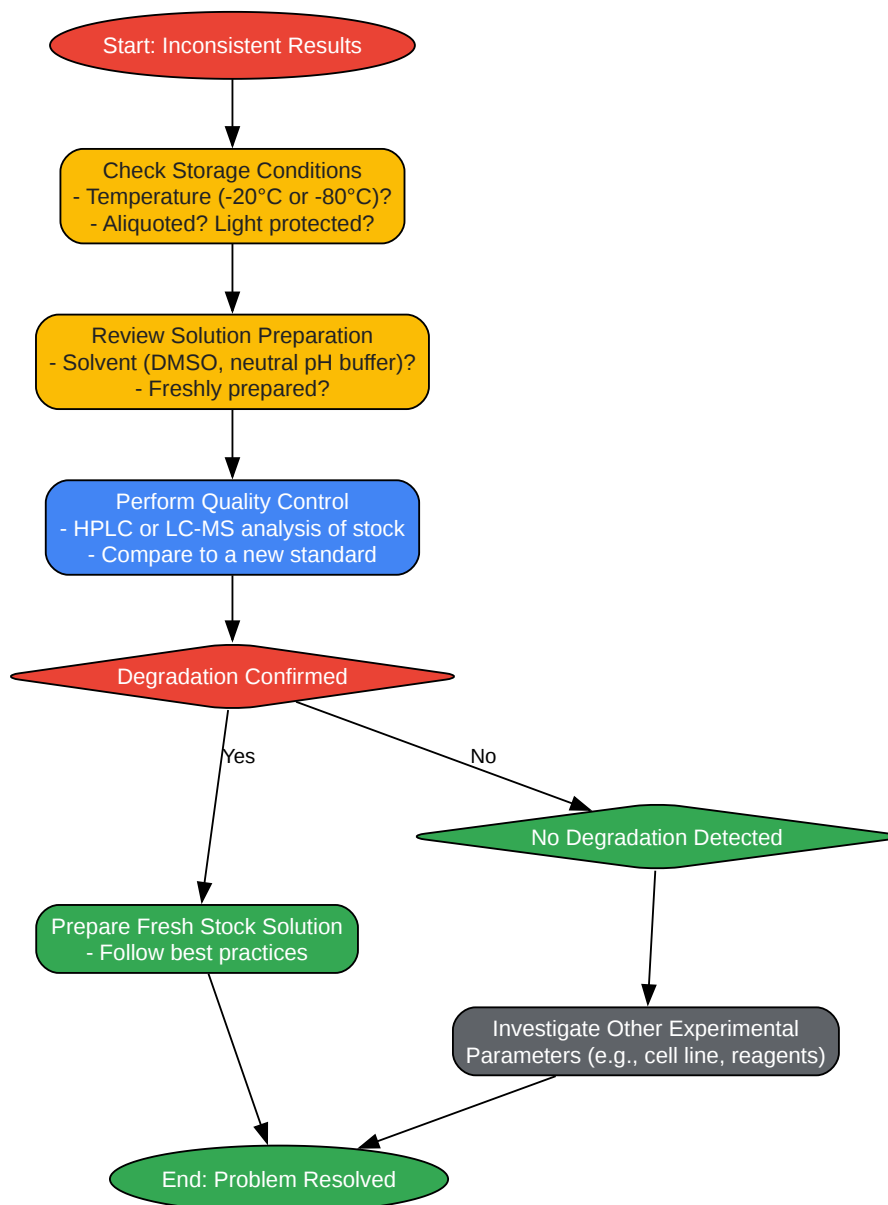 Start: Inconsistent Results
Check Storage Conditions
- Temperature (-20°C or -80°C)?
- Aliquoted? Light protected?
Review Solution Preparation
- Solvent (DMSO, neutral pH buffer)?
- Freshly prepared?
Perform Quality Control
- HPLC or LC-MS analysis of stock
- Compare to a new standard
Degradation Confirmed
Yes
No
No Degradation Detected
Prepare Fresh Stock Solution
- Follow best practices
Investigate Other Experimental
Parameters (e.g., cell line, reagents)
End: Problem Resolved